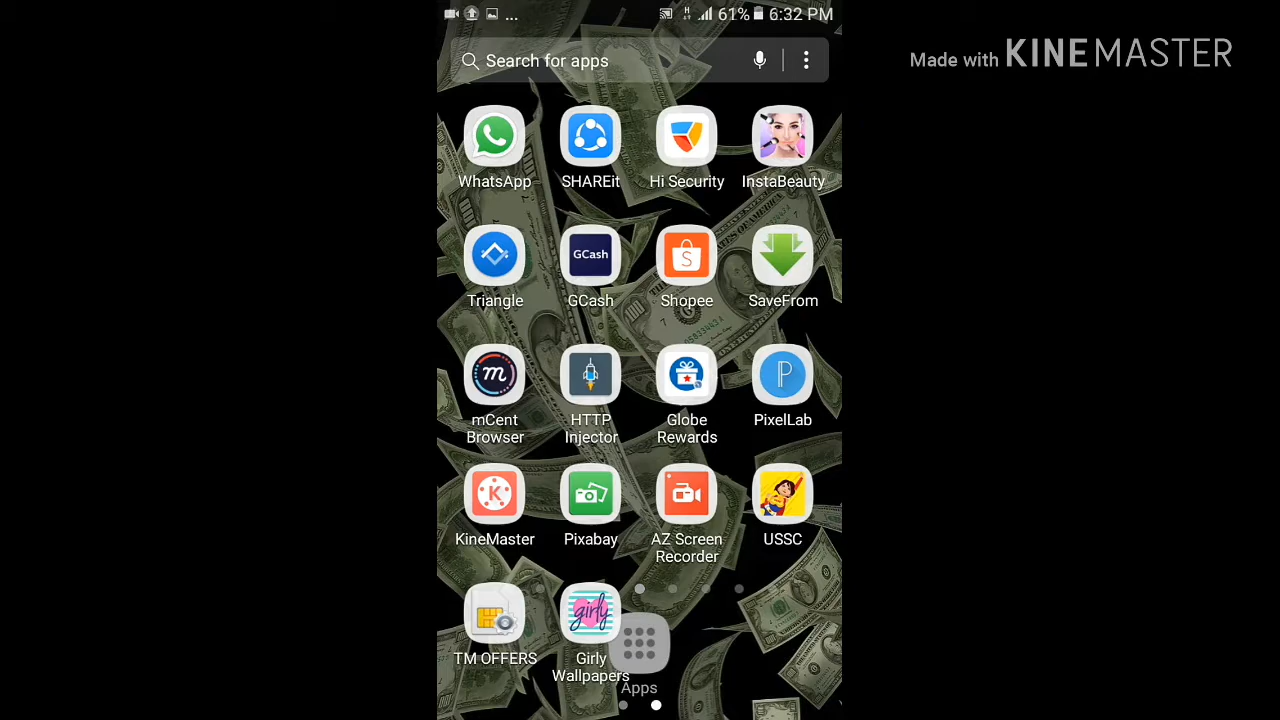 ... H 61% 6:32 PM
Made with KINEMASTER
Search for apps
WhatsApp SHAREit Hi Security InstaBeauty
GCash S
Triangle GCash Shopee SaveFrom
m P
mCent HTTP Globe PixelLab
Browser Injector Rewards
K
KineMaster Pixabay AZ Screen USSC
Recorder
girly
TM OFFERS Girly
Wallpapers
Apps